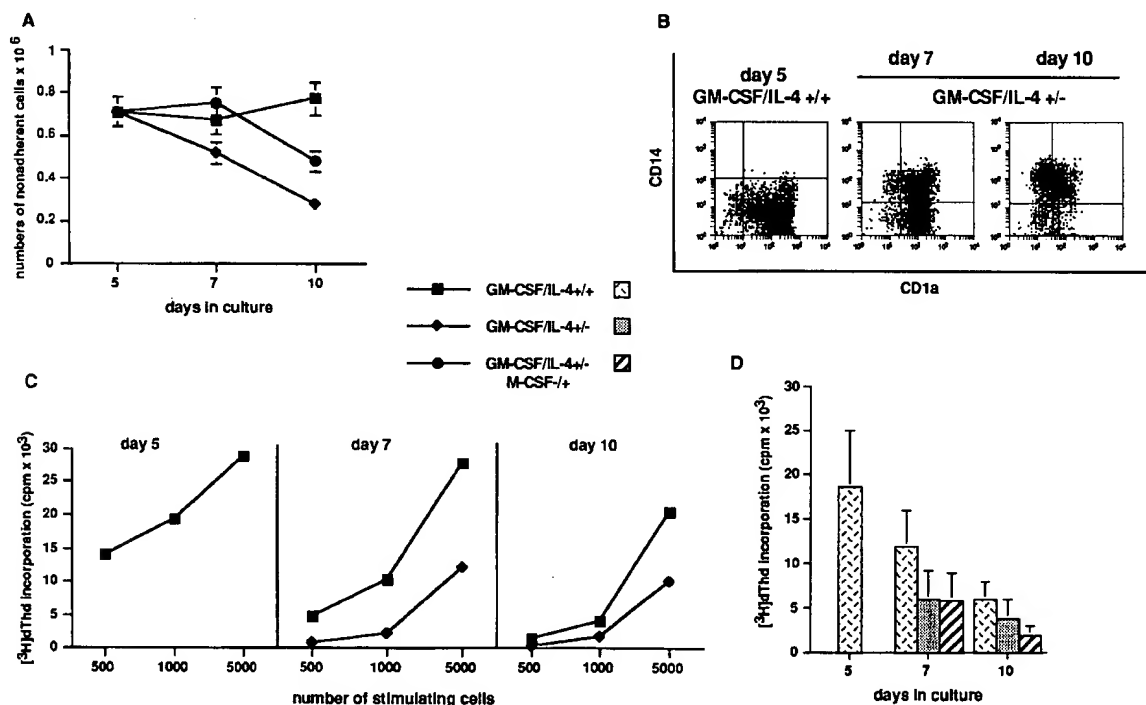 A
numbers of nonadherent cells x 10^6
1
0.8
0.6
0.4
0.2
0
5 7 10
days in culture
B
day 5
GM-CSF/IL-4 +/+
day 7 day 10
GM-CSF/IL-4 +/-
CD14
CD1a
GM-CSF/IL-4+/+
GM-CSF/IL-4+/-
GM-CSF/IL-4+/-
M-CSF-/+
C
[³H]dThd incorporation (cpm x 10³)
30
25
20
15
10
5
0
day 5 day 7 day 10
500 1000 5000 500 1000 5000 500 1000 5000
number of stimulating cells
D
[³H]dThd incorporation (cpm x 10³)
30
25
20
15
10
5
0
5 7 10
days in culture